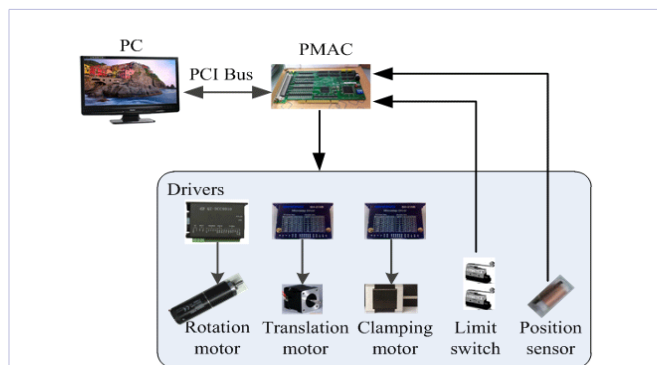 PC
PMAC
PCI Bus
Drivers
Rotation
motor
Translation
motor
Clamping
motor
Limit
switch
Position
sensor